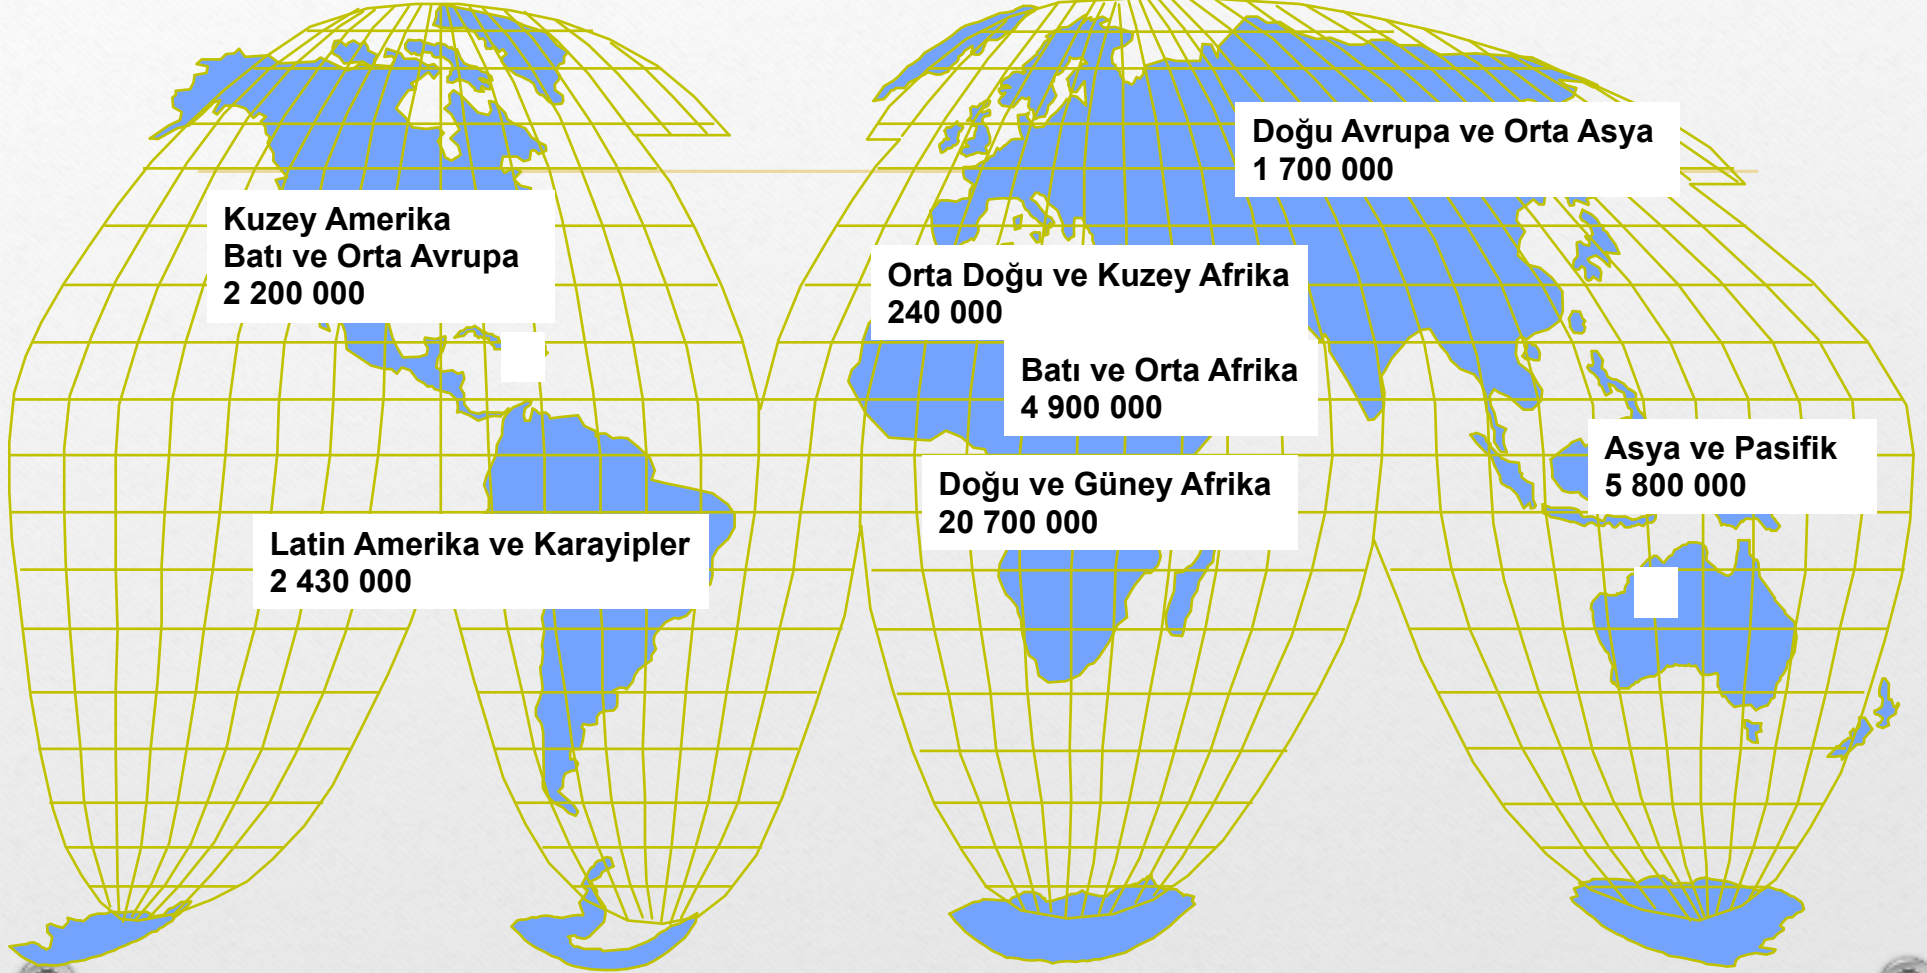 Doğu Avrupa ve Orta Asya
1 700 000
Kuzey Amerika
Batı ve Orta Avrupa
2 200 000
Orta Doğu ve Kuzey Afrika
240 000
Batı ve Orta Afrika
4 900 000
Asya ve Pasifik
5 800 000
Doğu ve Güney Afrika
20 700 000
Latin Amerika ve Karayipler
2 430 000